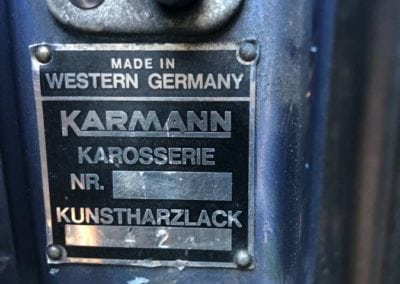 MADE IN
WESTERN GERMANY
KARMANN
KAROSSERIE
NR.
KUNSTHARZLACK
2